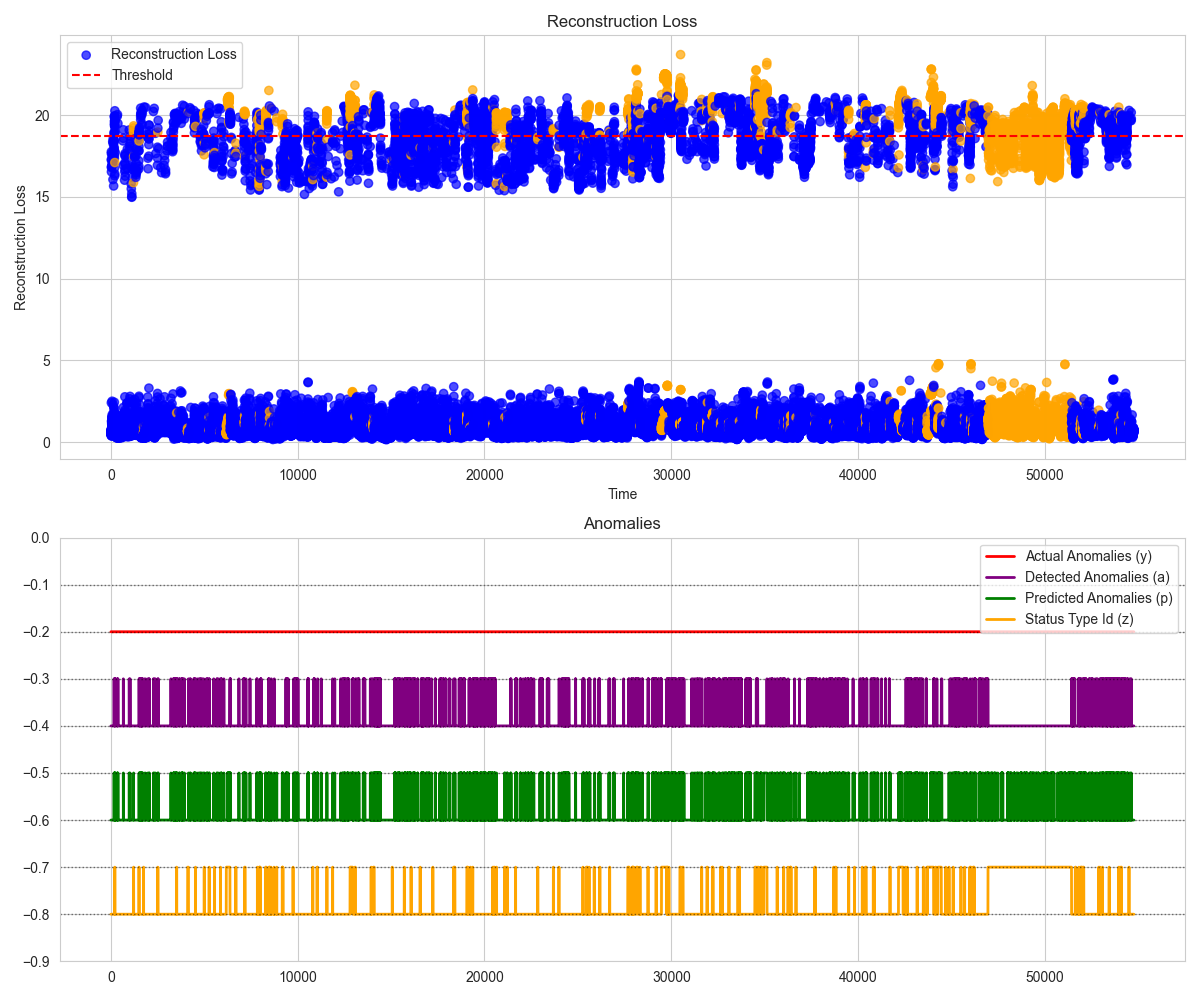 Reconstruction Loss
Reconstruction Loss
Threshold
Reconstruction Loss
20
15
10
5
0
0 10000 20000 30000 40000 50000
Time
Anomalies
Actual Anomalies (y)
Detected Anomalies (a)
Predicted Anomalies (p)
Status Type Id (z)
0.0
−0.1
−0.2
−0.3
−0.4
−0.5
−0.6
−0.7
−0.8
−0.9
0 10000 20000 30000 40000 50000